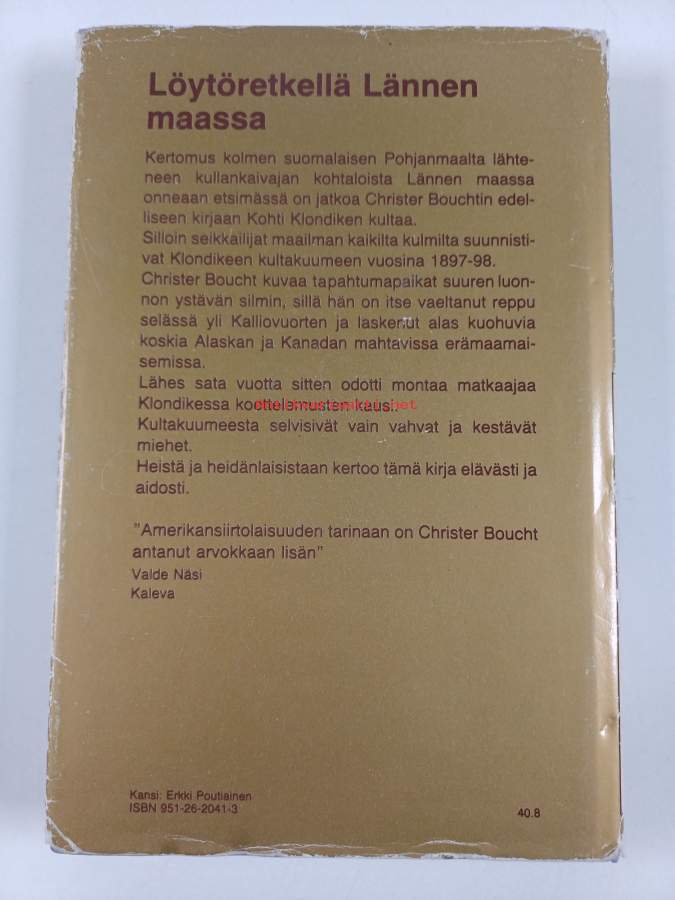 Löytöretkellä Lännen
maassa
Kertomus kolmen suomalaisen Pohjanmaalta lähte-
neen kullankaivajan kohtaloista Lännen maassa
onneaan etsimässä on jatkoa Christer Bouchtin edel-
liseen kirjaan Kohti Klondiken kultaa.
Silloin seikkailijat maailman kaikilta kulmilta suunnisti-
vat Klondikeen kultakuumeen vuosina 1897-98.
Christer Boucht kuvaa tapahtumapaikat suuren luon-
non ystävän silmin, sillä hän on itse vaeltanut reppu
selässä yli Kalliovuorten ja laskenut alas kuohuvia
koskia Alaskan ja Kanadan mahtavissa erämaamai-
semissa.
Lähes sata vuotta sitten odotti montaa matkaajaa
Klondikessa koettelemusten kausi.
Kultakuumeesta selvisivät vain vahvat ja kestävät
miehet.
Heistä ja heidänlaisistaan kertoo tämä kirja elävästi ja
aidosti.
"Amerikansiirtolaisuuden tarinaan on Christer Boucht
antanut arvokkaan lisän"
Valde Näsi
Kaleva
Kansi: Erkki Poutiainen
ISBN 951-26-2041-3
40.8